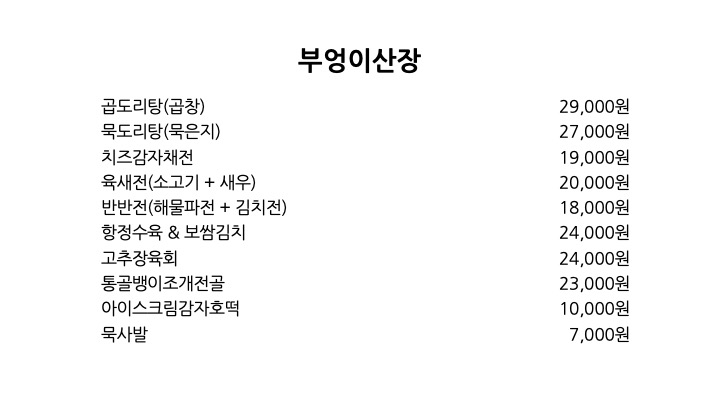 부엉이산장
곱도리탕(곱창) 29,000원
묵도리탕(묵은지) 27,000원
치즈감자채전 19,000원
육새전(소고기 + 새우) 20,000원
반반전(해물파전 + 김치전) 18,000원
항정수육 & 보쌈김치 24,000원
고추장육회 24,000원
통골뱅이조개전골 23,000원
아이스크림감자호떡 10,000원
묵사발 7,000원